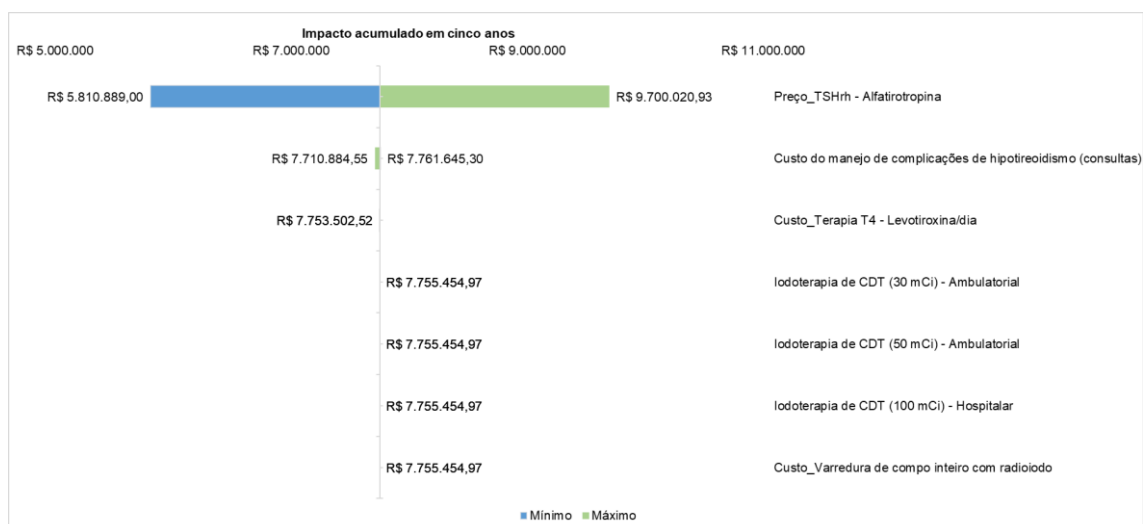 Impacto acumulado em cinco anos
R$ 5.000.000 R$ 7.000.000 R$ 9.000.000 R$ 11.000.000
R$ 5.810.889,00 R$ 9.700.020,93 Preço_TSHrh - Alfatirotropina
R$ 7.710.884,55 R$ 7.761.645,30 Custo do manejo de complicações de hipotireoidismo (consultas)
R$ 7.753.502,52 Custo_Terapia T4 - Levotiroxina/dia
R$ 7.755.454,97 Iodoterapia de CDT (30 mCi) - Ambulatorial
R$ 7.755.454,97 Iodoterapia de CDT (50 mCi) - Ambulatorial
R$ 7.755.454,97 Iodoterapia de CDT (100 mCi) - Hospitalar
R$ 7.755.454,97 Custo_Varredura de compo inteiro com radioiodo
Mínimo Máximo